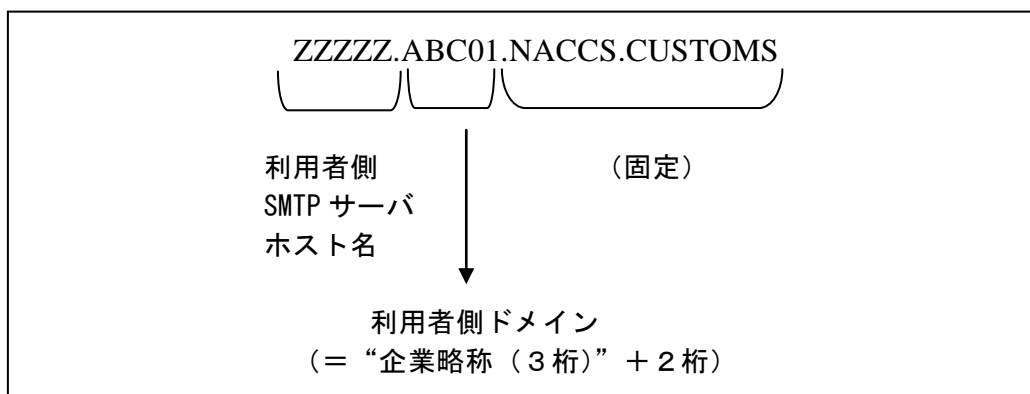 ZZZZZ.ABC01.NACCS.CUSTOMS
利用者側
SMTP サーバ
ホスト名
（固定）
利用者側ドメイン
（＝“企業略称（３桁）”＋２桁）